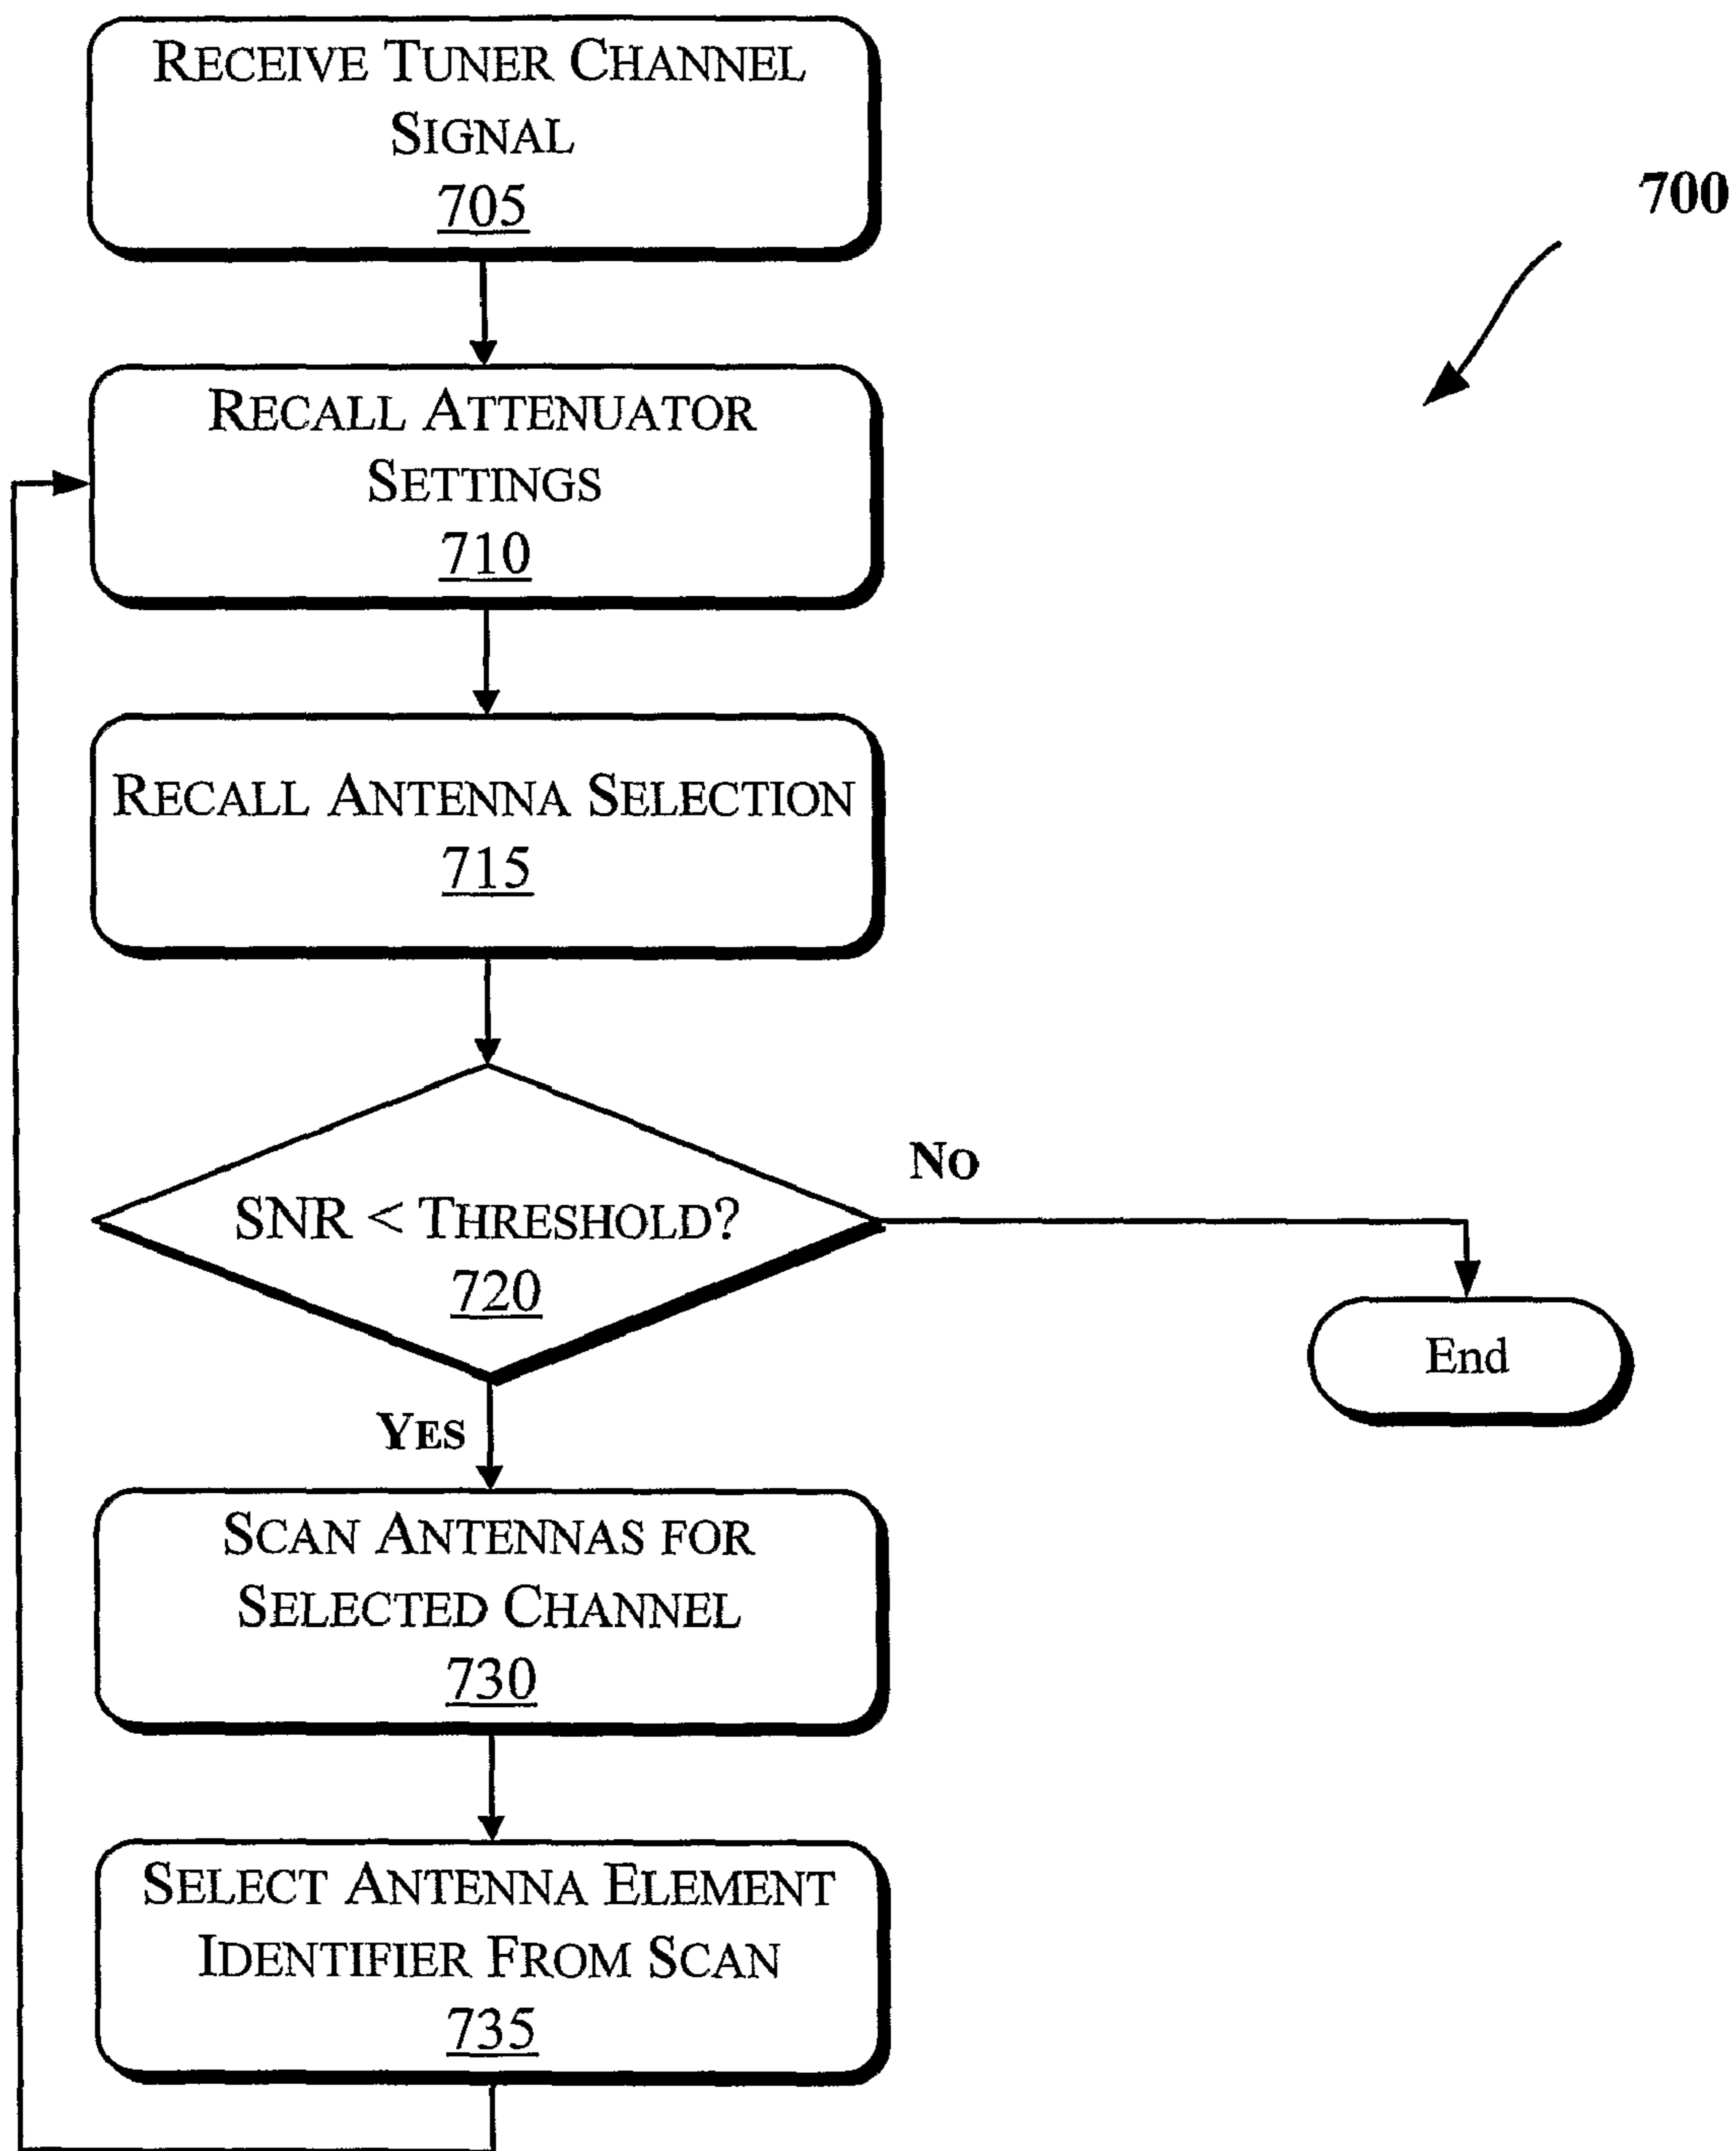 RECEIVE TUNER CHANNEL
SIGNAL
705
700
RECALL ATTENUATOR
SETTINGS
710
RECALL ANTENNA SELECTION
715
SNR < THRESHOLD?
720
NO
End
YES
SCAN ANTENNAS FOR
SELECTED CHANNEL
730
SELECT ANTENNA ELEMENT
IDENTIFIER FROM SCAN
735